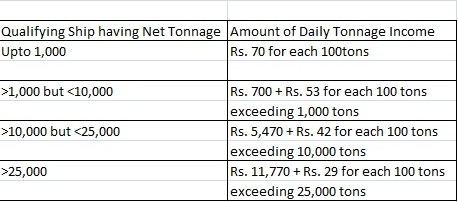 Qualifying Ship having Net Tonnage Amount of Daily Tonnage Income
Upto 1,000 Rs. 70 for each 100tons
>1,000 but <10,000 Rs. 700 + Rs. 53 for each 100 tons
exceeding 1,000 tons
>10,000 but <25,000 Rs. 5,470 + Rs. 42 for each 100 tons
exceeding 10,000 tons
>25,000 Rs. 11,770 + Rs. 29 for each 100 tons
exceeding 25,000 tons